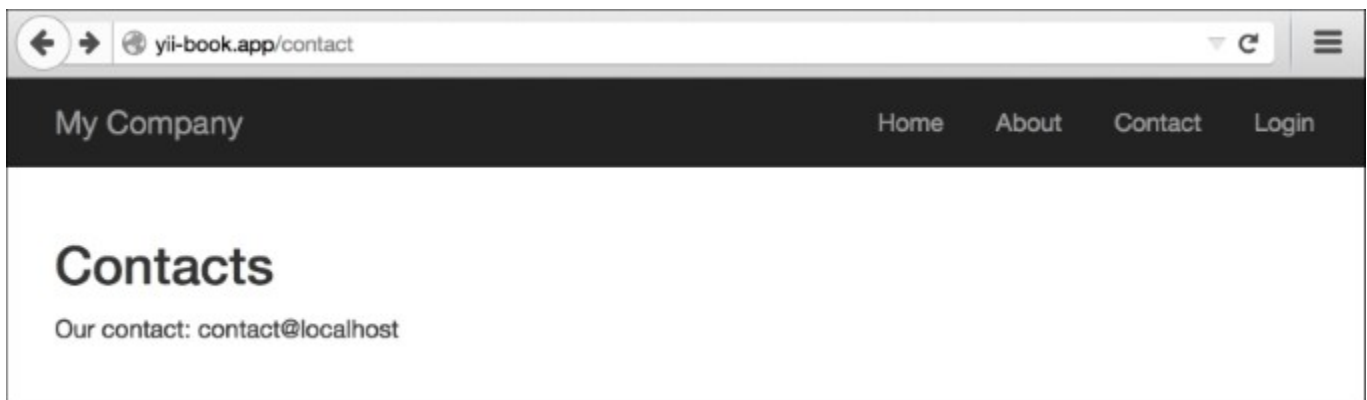 yii-book.app/contact
My Company Home About Contact Login
Contacts
Our contact: contact@localhost